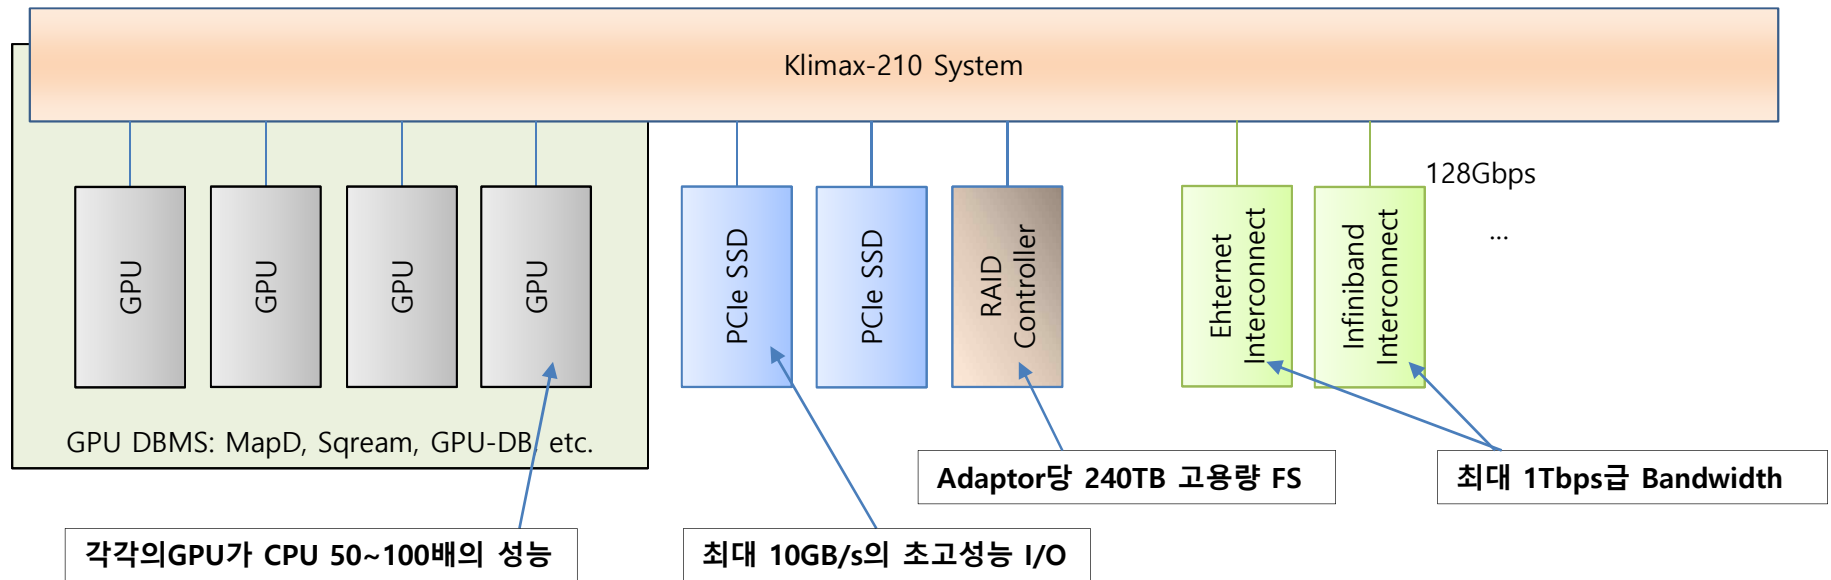 Klimax-210 System
128Gbps
...
GPU
GPU
GPU
GPU
PCIe SSD
PCIe SSD
RAID
Controller
Ehternet
Interconnect
Infiniband
Interconnect
GPU DBMS: MapD, Sqream, GPU-DB, etc.
Adaptor당 240TB 고용량 FS
최대 1Tbps급 Bandwidth
각각의GPU가 CPU 50~100배의 성능
최대 10GB/s의 초고성능 I/O